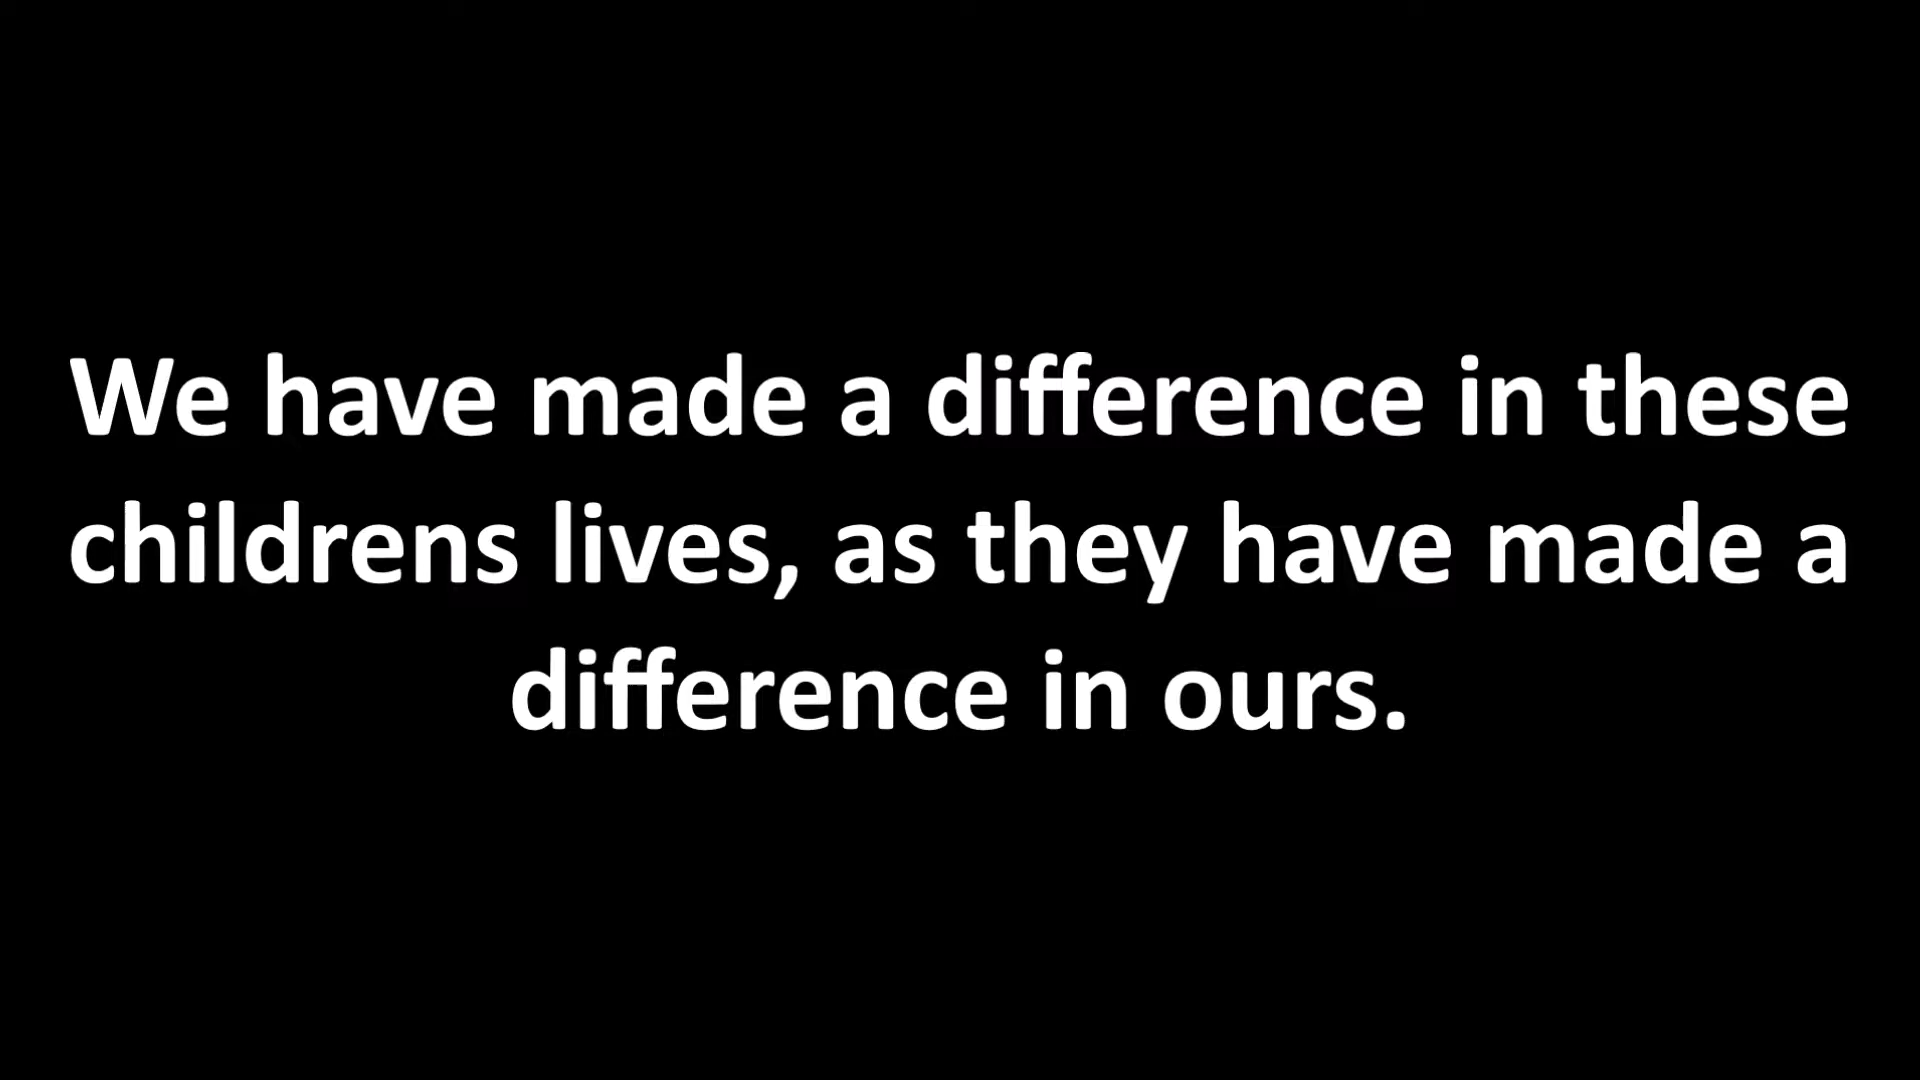 We have made a difference in these
childrens lives, as they have made a
difference in ours.